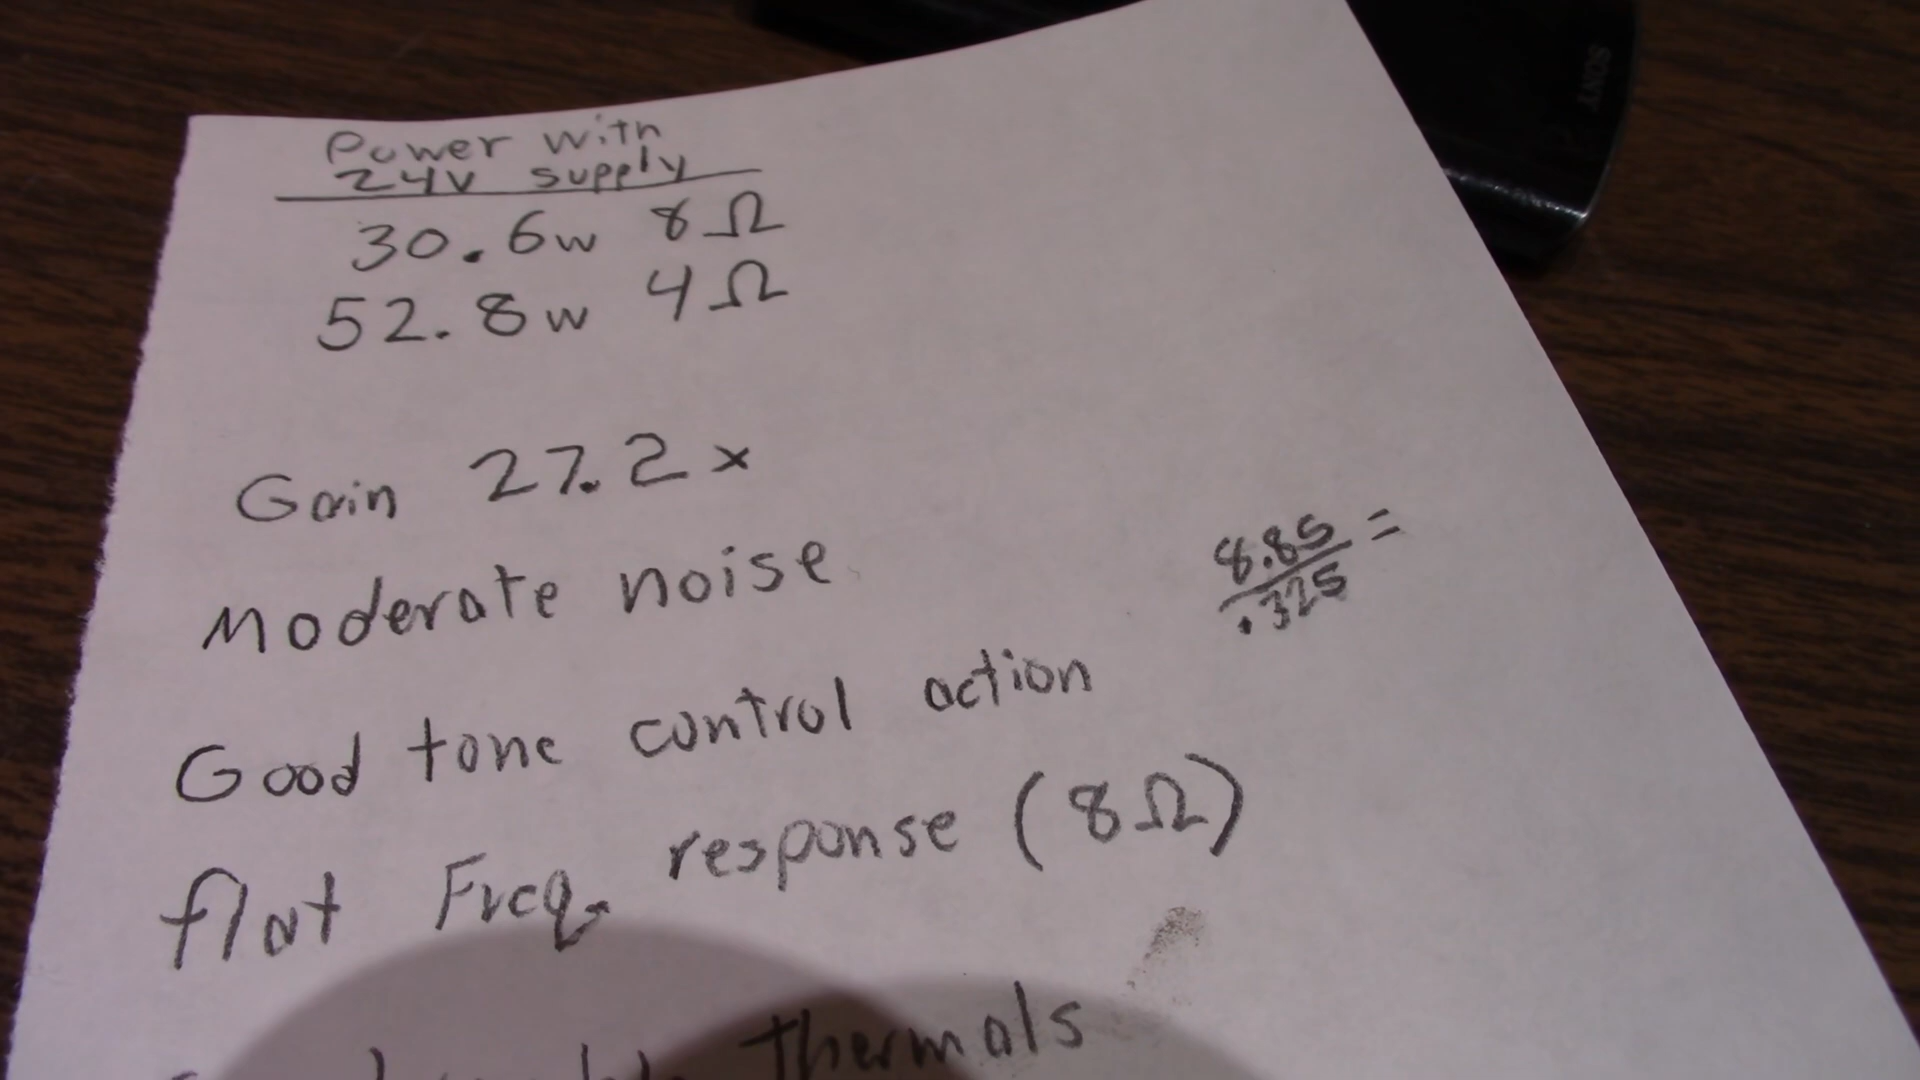 Power with
24V supply
30.6w 8Ω
52.8w 4Ω
Gain 27.2x
Moderate noise
8.85
.325 =
Good tone control action
flat Freq. response (8Ω)
Thermals
SONY